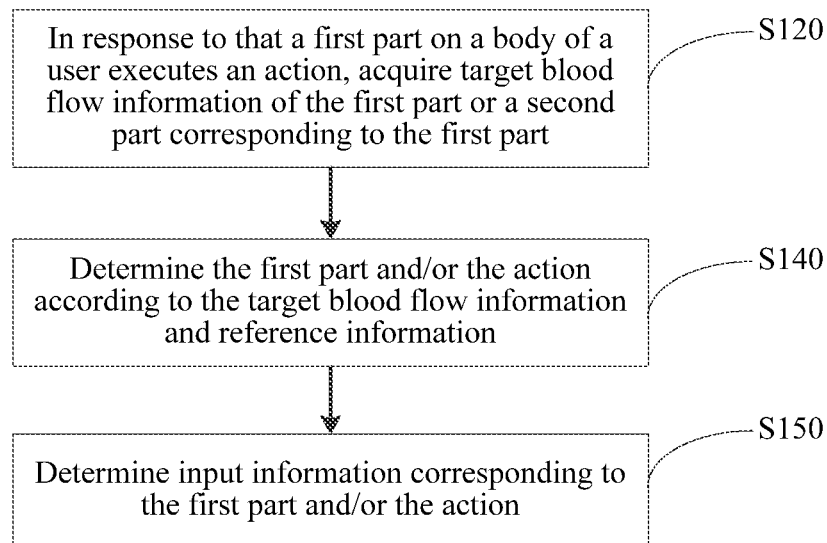 In response to that a first part on a body of a
user executes an action, acquire target blood
flow information of the first part or a second
part corresponding to the first part
S120
Determine the first part and/or the action
according to the target blood flow information
and reference information
S140
Determine input information corresponding to
the first part and/or the action
S150